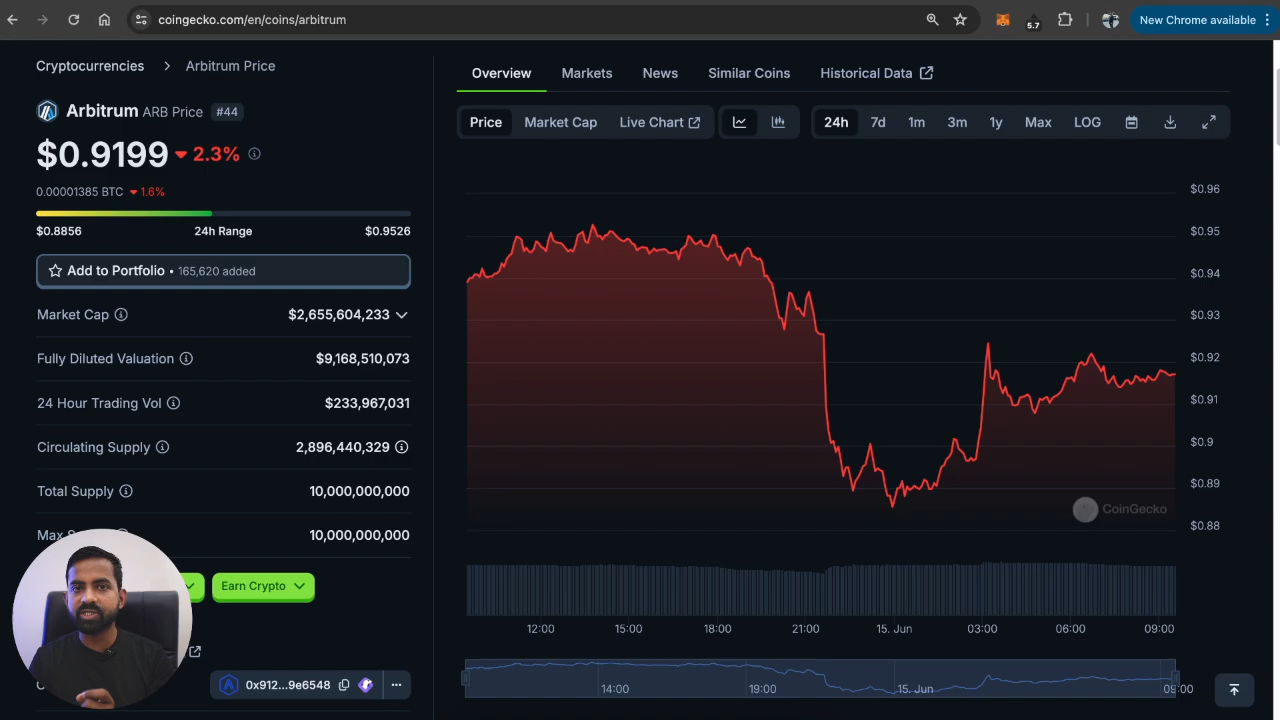 coingecko.com/en/coins/arbitrum
5.7
New Chrome available
Cryptocurrencies > Arbitrum Price
Arbitrum ARB Price #44
$0.9199 2.3%
0.00001385 BTC 1.6%
$0.8856 24h Range $0.9526
Add to Portfolio • 165,620 added
Market Cap $2,655,604,233
Fully Diluted Valuation $9,168,510,073
24 Hour Trading Vol $233,967,031
Circulating Supply 2,896,440,329
Total Supply 10,000,000,000
Max 10,000,000,000
Earn Crypto
0x912...9e6548
Overview Markets News Similar Coins Historical Data
Price Market Cap Live Chart 24h 7d 1m 3m 1y Max LOG
$0.96
$0.95
$0.94
$0.93
$0.92
$0.91
$0.9
$0.89
$0.88
CoinGecko
12:00 15:00 18:00 21:00 15. Jun 03:00 06:00 09:00
14:00 19:00 15. Jun 09:00